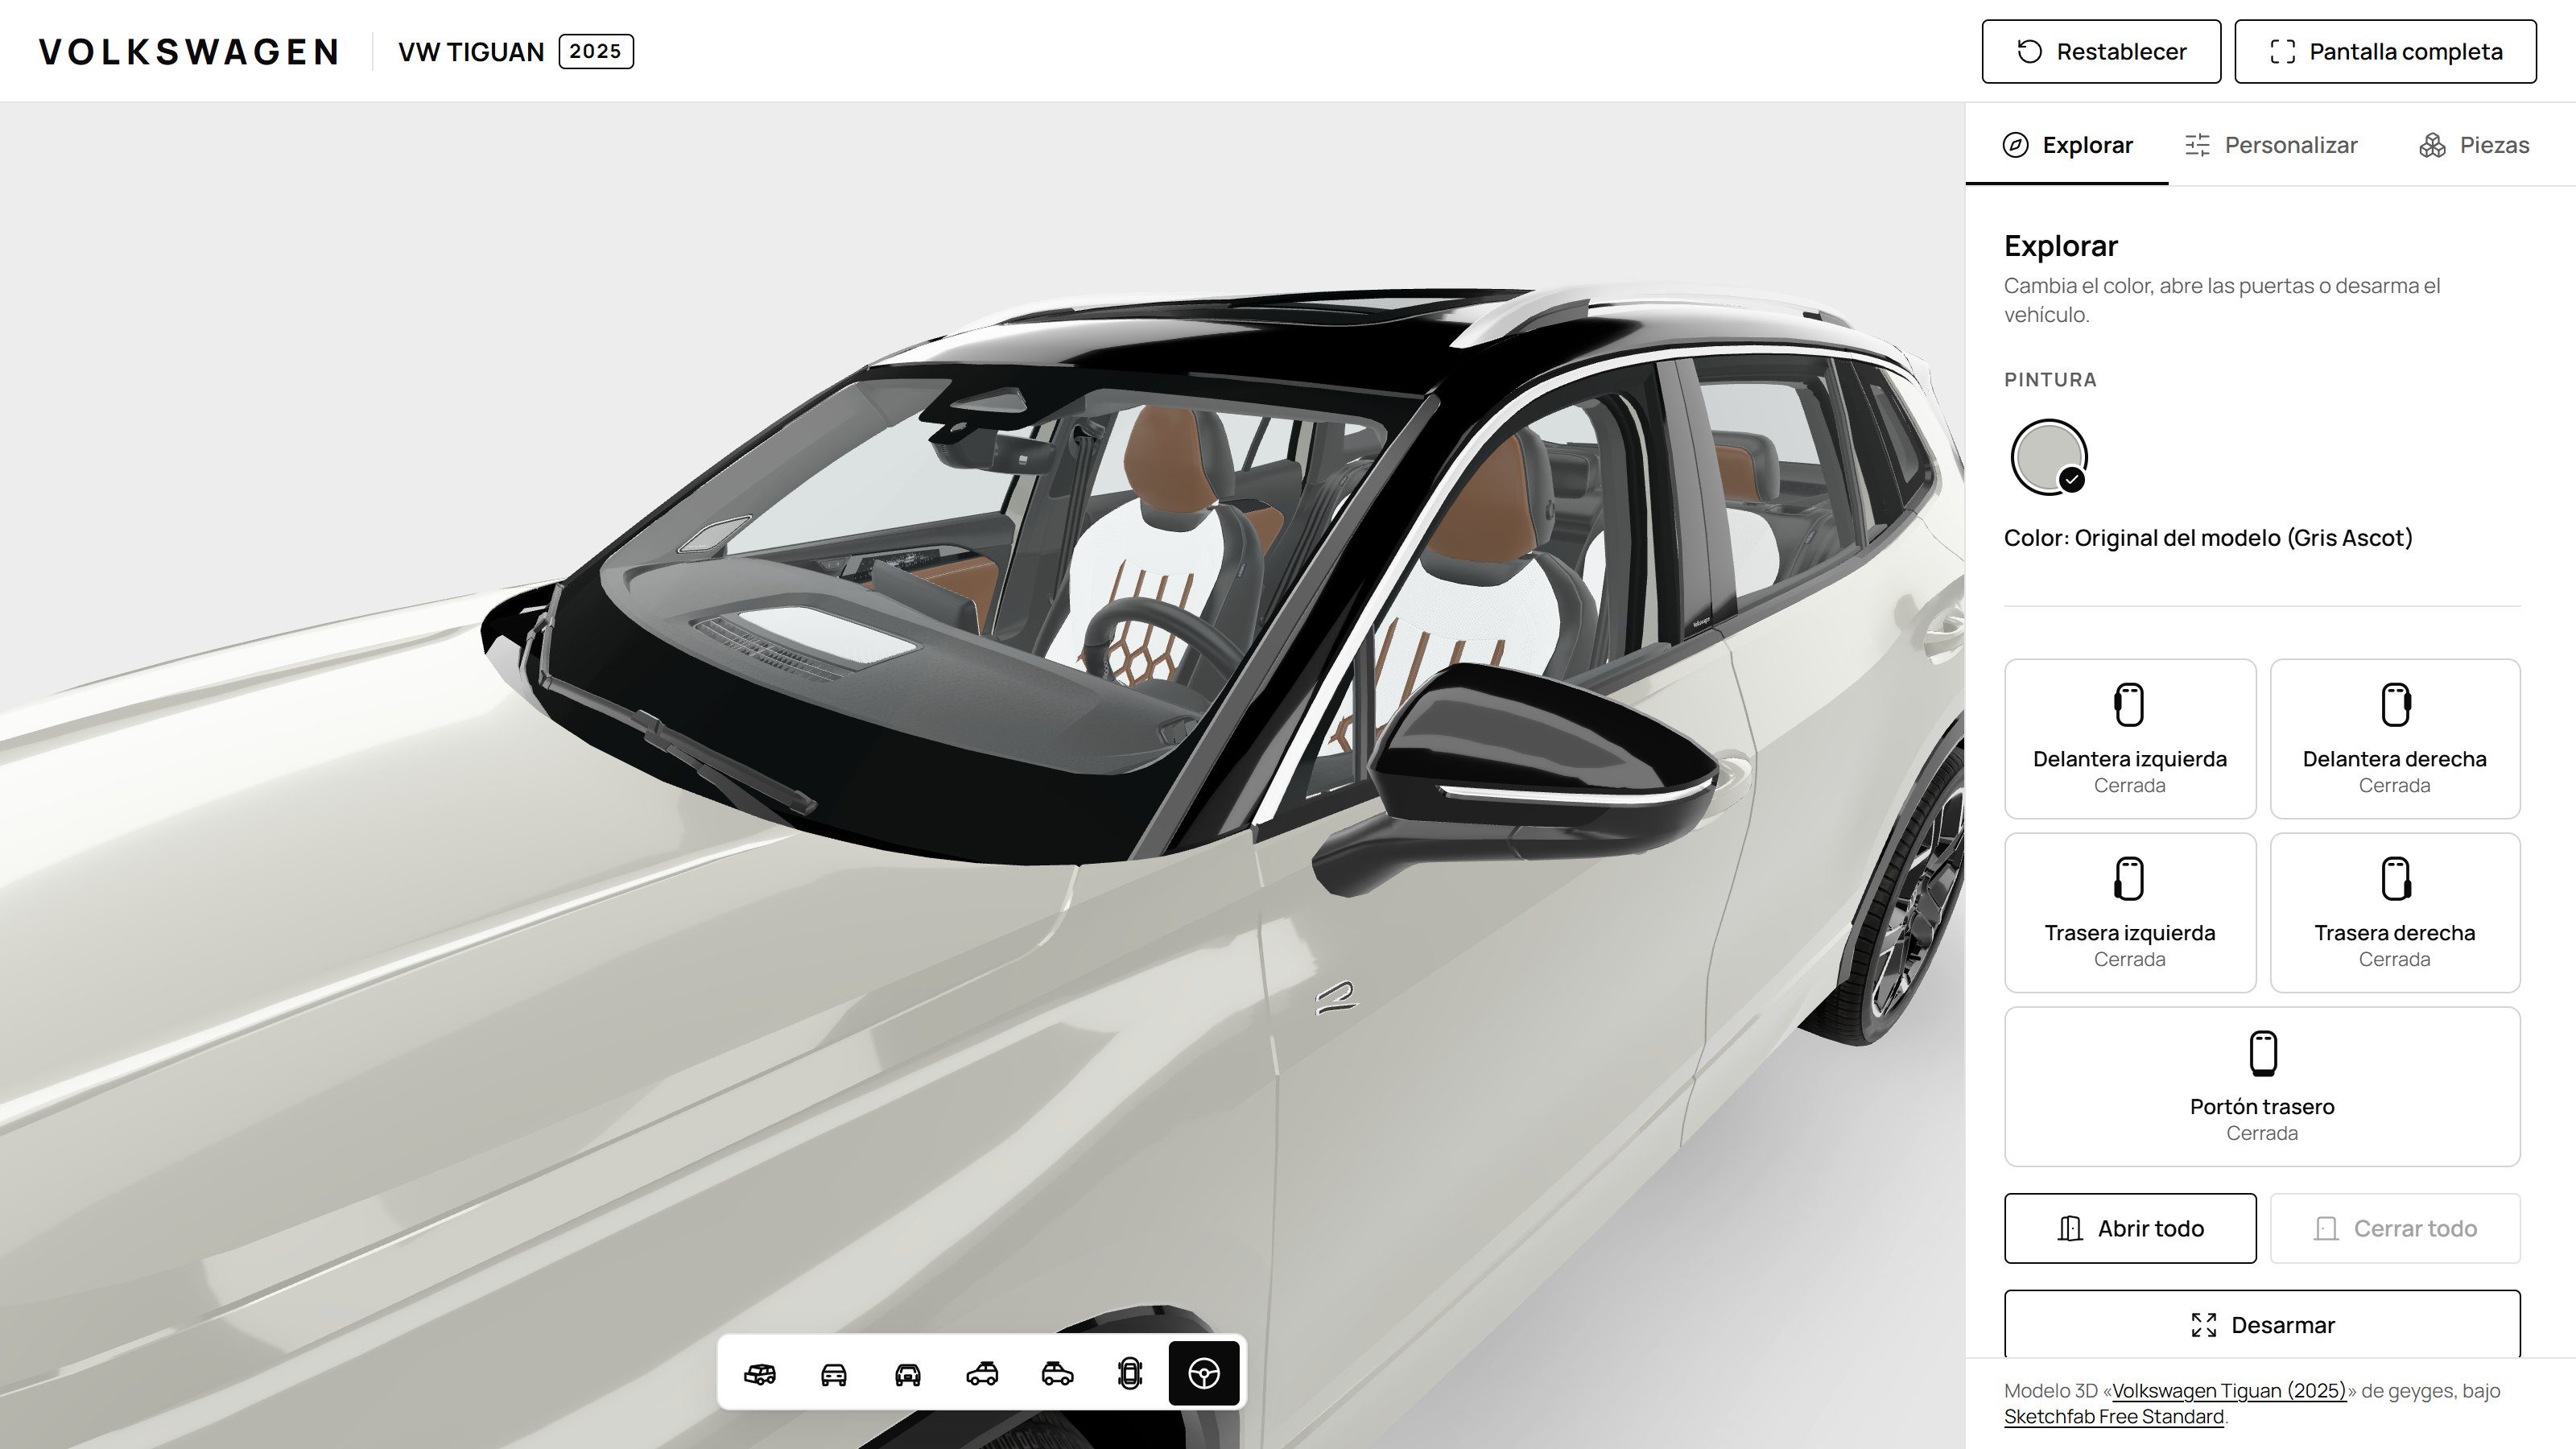 VOLKSWAGEN
VW TIGUAN
2025
Restablecer
Pantalla completa
Explorar
Personalizar
Piezas
Explorar
Cambia el color, abre las puertas o desarma el
vehículo.
PINTURA
Color: Original del modelo (Gris Ascot)
Delantera izquierda
Cerrada
Delantera derecha
Cerrada
Trasera izquierda
Cerrada
Trasera derecha
Cerrada
Portón trasero
Cerrada
Abrir todo
Cerrar todo
Desarmar
Modelo 3D «Volkswagen Tiguan (2025)» de geyges, bajo
Sketchfab Free Standard.